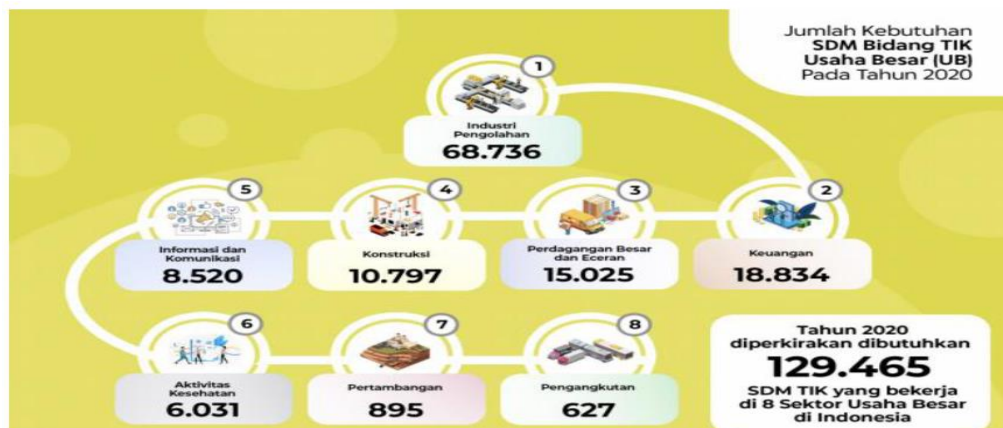 Jumlah Kebutuhan
SDM Bidang TIK
Usaha Besar (UB)
Pada Tahun 2020
1
Industri
Pengolahan
68.736
2
Keuangan
18.834
3
Perdagangan Besar
dan Eceran
15.025
4
Konstruksi
10.797
5
Informasi dan
Komunikasi
8.520
6
Aktivitas
Kesehatan
6.031
7
Pertambangan
895
8
Pengangkutan
627
Tahun 2020
diperkirakan dibutuhkan
129.465
SDM TIK yang bekerja
di 8 Sektor Usaha Besar
di Indonesia